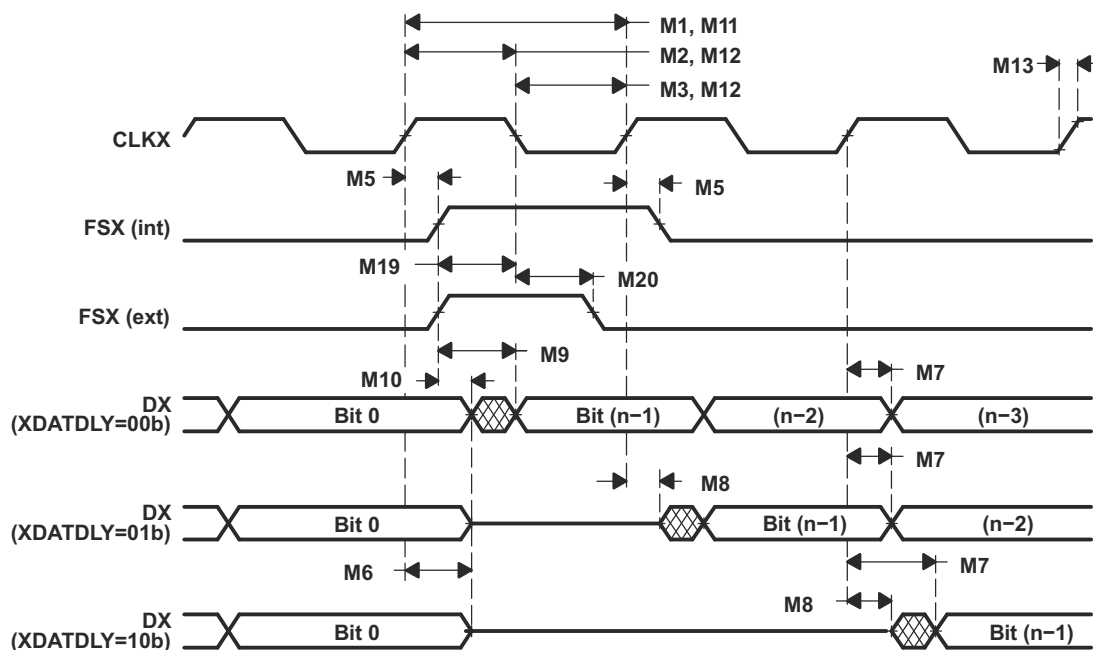 M1, M11
M2, M12
M13
M3, M12
CLKX
M5
M5
FSX (int)
M19
M20
FSX (ext)
M9
M10
M7
DX
(XDATDLY=00b)
Bit 0
Bit (n−1)
(n−2)
(n−3)
M7
M8
DX
(XDATDLY=01b)
Bit 0
Bit (n−1)
(n−2)
M6
M7
M8
DX
(XDATDLY=10b)
Bit 0
Bit (n−1)